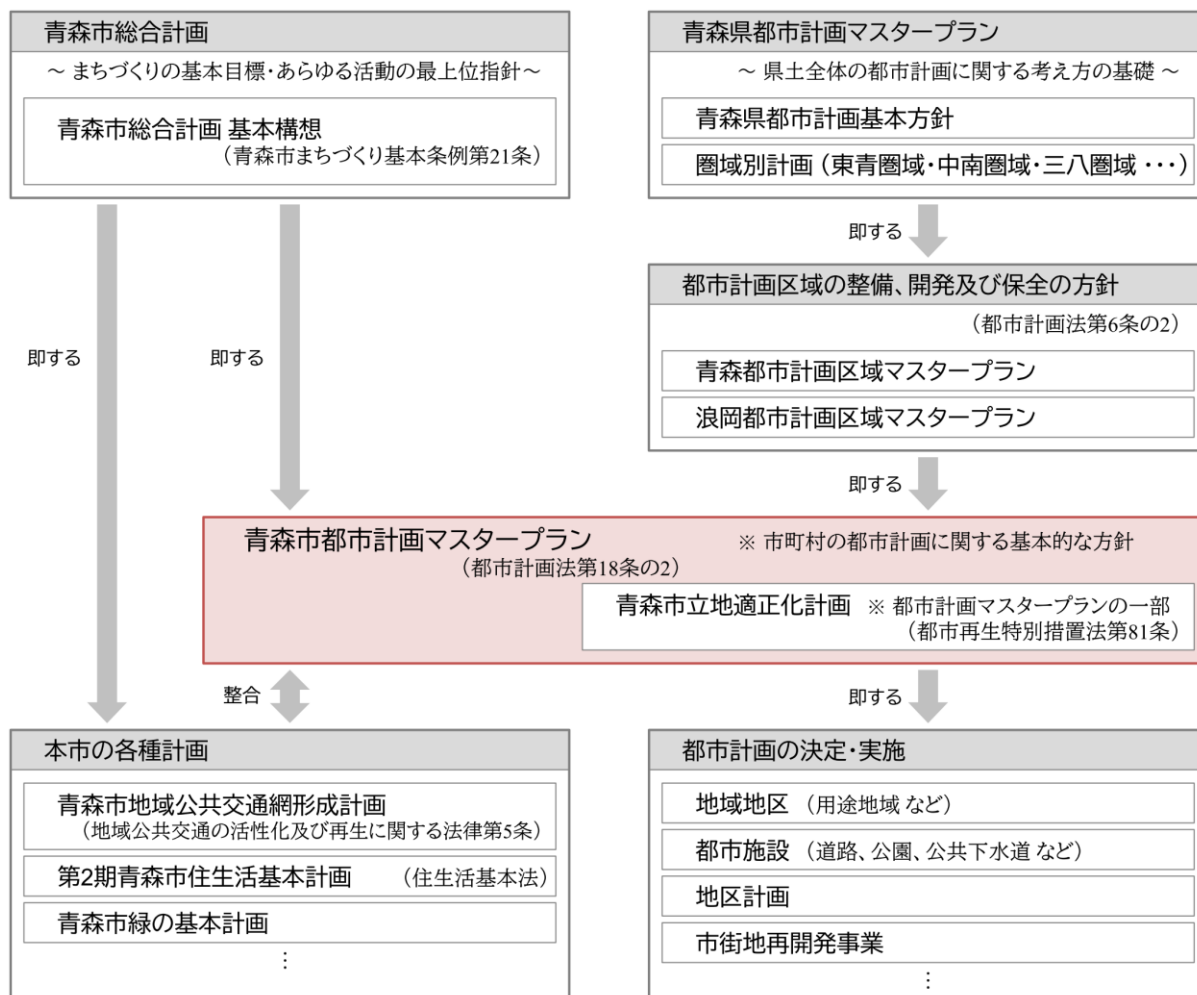 青森市総合計画
～ まちづくりの基本目標・あらゆる活動の最上位指針～
青森市総合計画 基本構想
（青森市まちづくり基本条例第21条）
青森県都市計画マスタープラン
～ 県土全体の都市計画に関する考え方の基礎 ～
青森県都市計画基本方針
圏域別計画（東青圏域・中南圏域・三八圏域 ・・・）
即する
都市計画区域の整備、開発及び保全の方針
（都市計画法第6条の2）
青森都市計画区域マスタープラン
浪岡都市計画区域マスタープラン
即する
即する
即する
青森市都市計画マスタープラン ※ 市町村の都市計画に関する基本的な方針
（都市計画法第18条の2）
青森市立地適正化計画 ※ 都市計画マスタープランの一部
（都市再生特別措置法第81条）
整合
即する
本市の各種計画
青森市地域公共交通網形成計画
（地域公共交通の活性化及び再生に関する法律第5条）
第2期青森市住生活基本計画 （住生活基本法）
青森市緑の基本計画
⋮
都市計画の決定・実施
地域地区 （用途地域 など）
都市施設 （道路、公園、公共下水道 など）
地区計画
市街地再開発事業
⋮